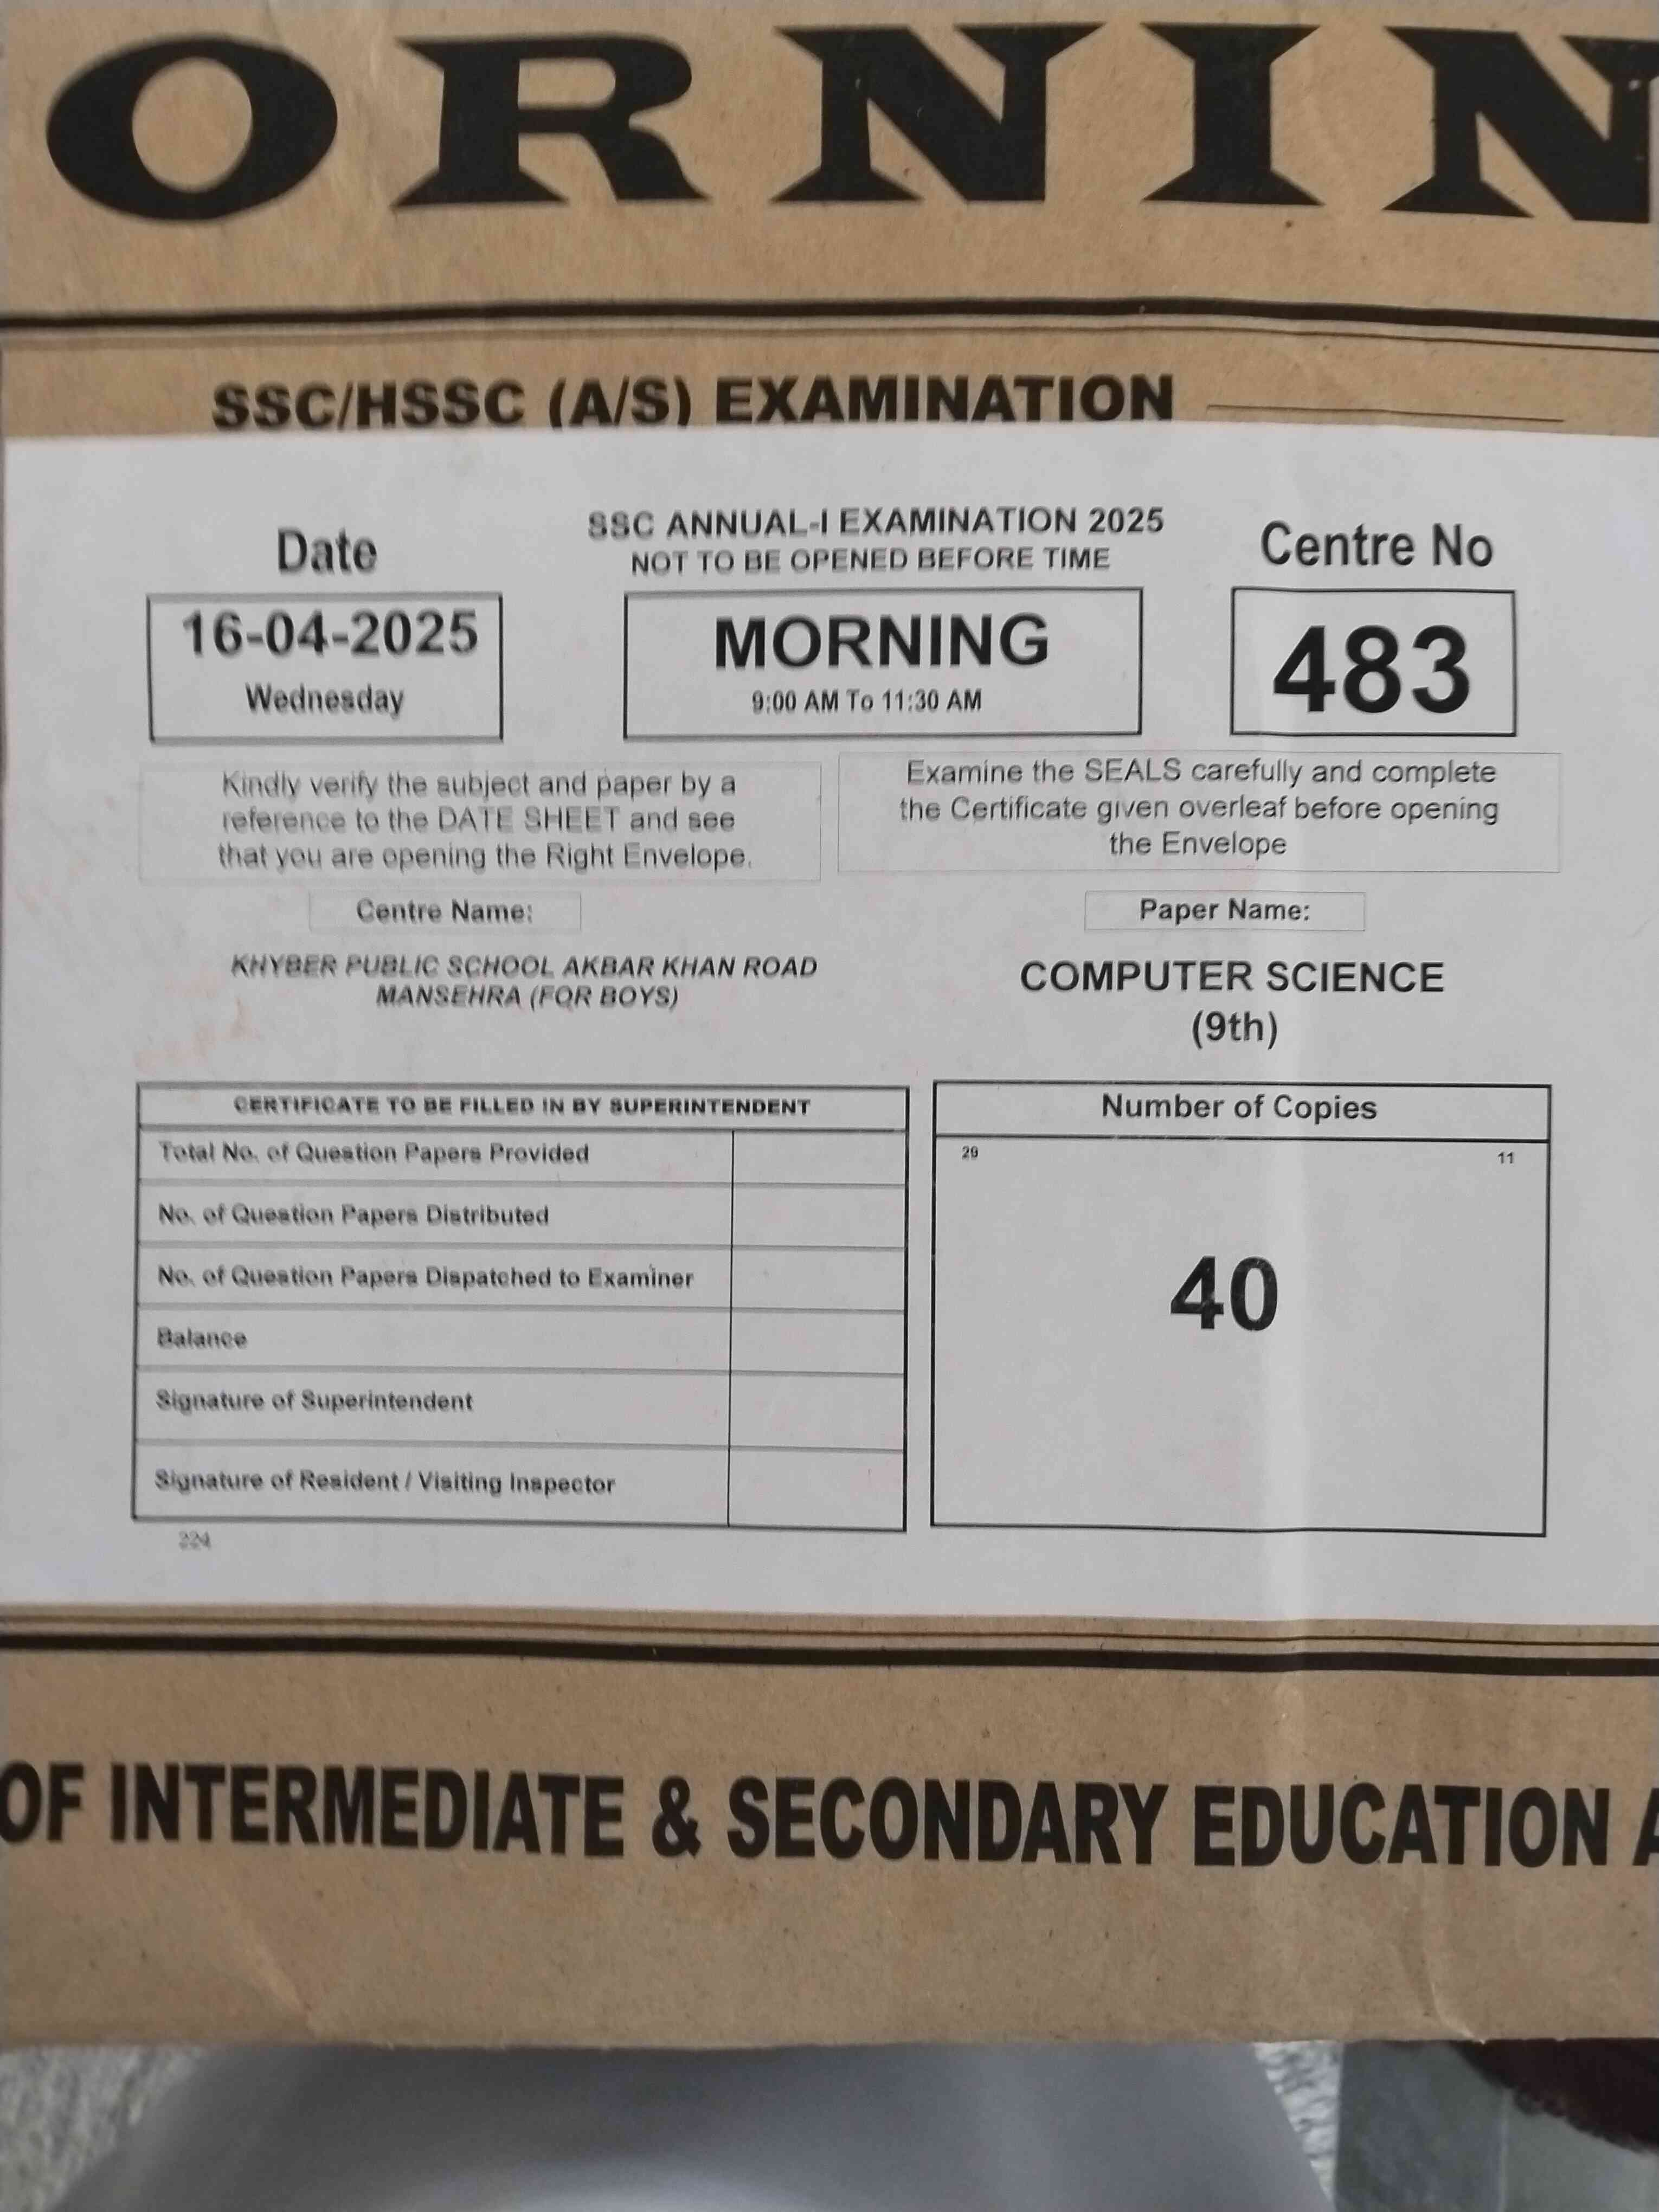 ORNIN
SSC/HSSC (A/S) EXAMINATION
Date
SSC ANNUAL-I EXAMINATION 2025
NOT TO BE OPENED BEFORE TIME
Centre No
16-04-2025
Wednesday
MORNING
9:00 AM To 11:30 AM
483
Kindly verify the subject and paper by a
reference to the DATE SHEET and see
that you are opening the Right Envelope.
Examine the SEALS carefully and complete
the Certificate given overleaf before opening
the Envelope
Centre Name:
KHYBER PUBLIC SCHOOL AKBAR KHAN ROAD
MANSEHRA (FOR BOYS)
Paper Name:
COMPUTER SCIENCE
(9th)
CERTIFICATE TO BE FILLED IN BY SUPERINTENDENT
Total No. of Question Papers Provided
No. of Question Papers Distributed
No. of Question Papers Dispatched to Examiner
Balance
Signature of Superintendent
Signature of Resident / Visiting Inspector
224
Number of Copies
29 11
40
OF INTERMEDIATE & SECONDARY EDUCATION A